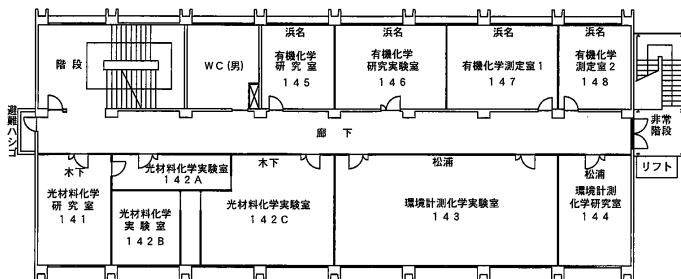 浜名
浜名
浜名
浜名
階段
WC(男)
有機化学
研究室
145
有機化学
研究実験室
146
有機化学測定室1
147
有機化学
測定室2
148
避難ハシゴ
廊下
非常
階段
リフト
木下
光材料化学
研究室
141
光材料化学実験室
142A
光材料化学
実験室
142B
木下
光材料化学実験室
142C
松浦
環境計測化学実験室
143
松浦
環境計測
化学研究室
144